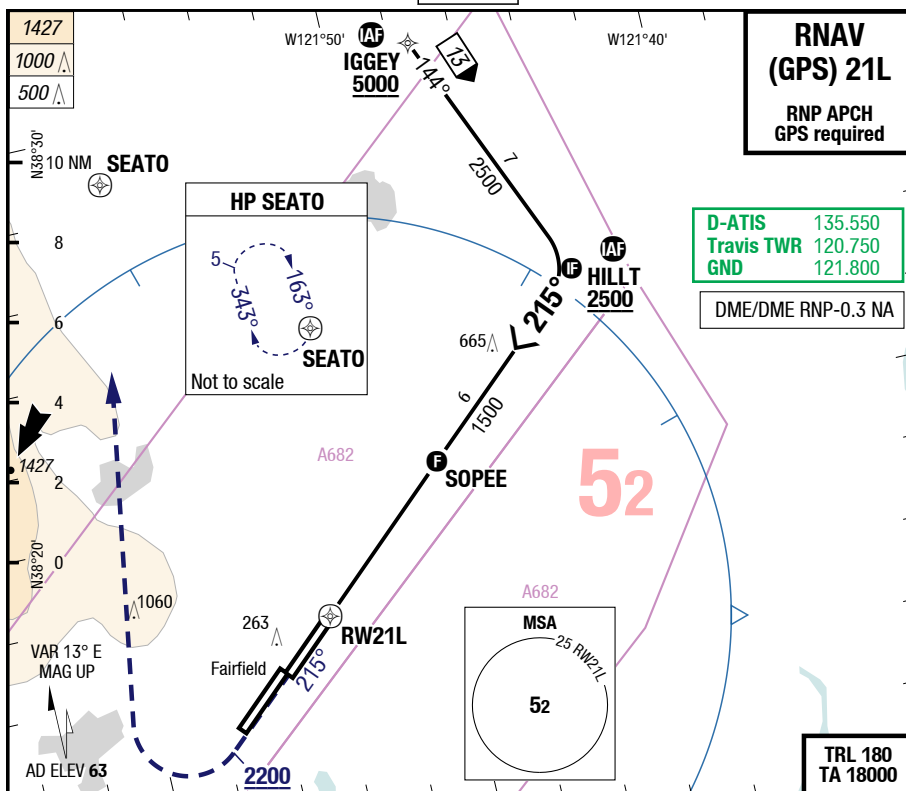 1427
1000
500
W121°50'
W121°40'
IAF
IGGEY
5000
144°
13
7
2500
RNAV
(GPS) 21L
RNP APCH
GPS required
N38°30'
10 NM
SEATO
HP SEATO
5
163°
343°
SEATO
Not to scale
D-ATIS 135.550
Travis TWR 120.750
GND 121.800
DME/DME RNP-0.3 NA
IF
IAF
HILLT
2500
215°
665
8
6
4
2
0
6
1500
A682
F
SOPEE
52
1427
N38°20'
1060
263
RW21L
Fairfield
215°
A682
MSA
25 RW21L
52
VAR 13° E
MAG UP
AD ELEV 63
2200
TRL 180
TA 18000